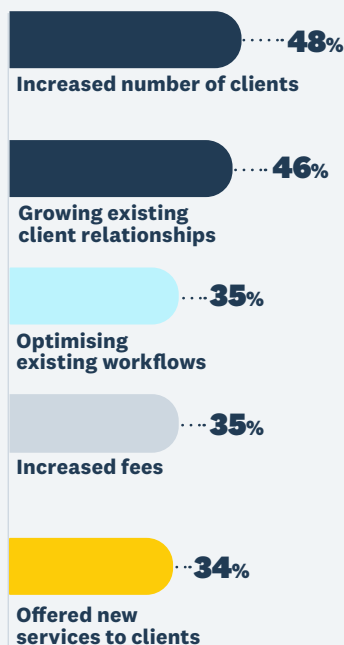 48%
Increased number of clients
46%
Growing existing
client relationships
35%
Optimising
existing workflows
35%
Increased fees
34%
Offered new
services to clients